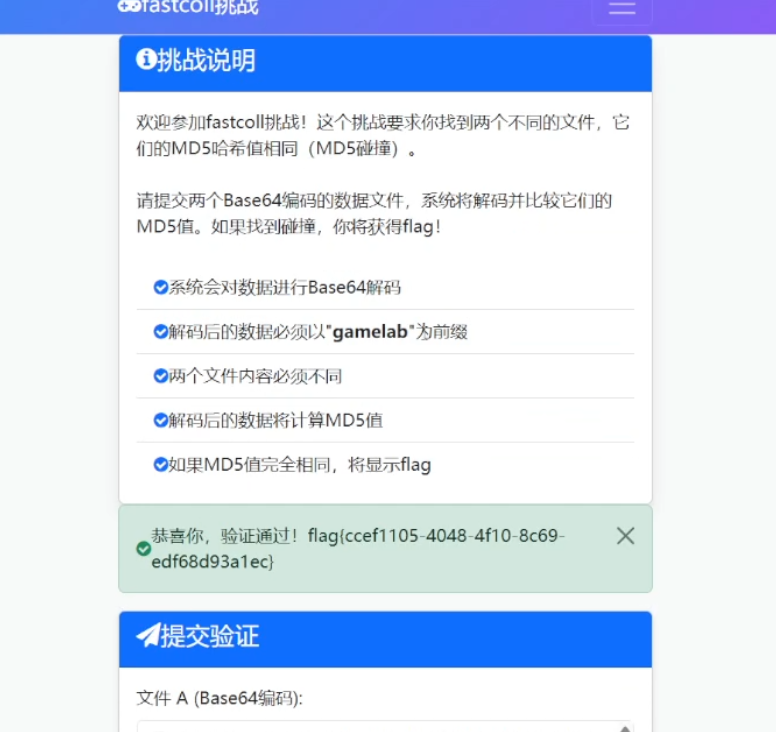 fastcoll挑战
挑战说明
欢迎参加fastcoll挑战！这个挑战要求你找到两个不同的文件，它
们的MD5哈希值相同（MD5碰撞）。
请提交两个Base64编码的数据文件，系统将解码并比较它们的
MD5值。如果找到碰撞，你将获得flag！
系统会对数据进行Base64解码
解码后的数据必须以"gamelab"为前缀
两个文件内容必须不同
解码后的数据将计算MD5值
如果MD5值完全相同，将显示flag
恭喜你，验证通过！flag{ccef1105-4048-4f10-8c69-
edf68d93a1ec}
提交验证
文件 A (Base64编码):